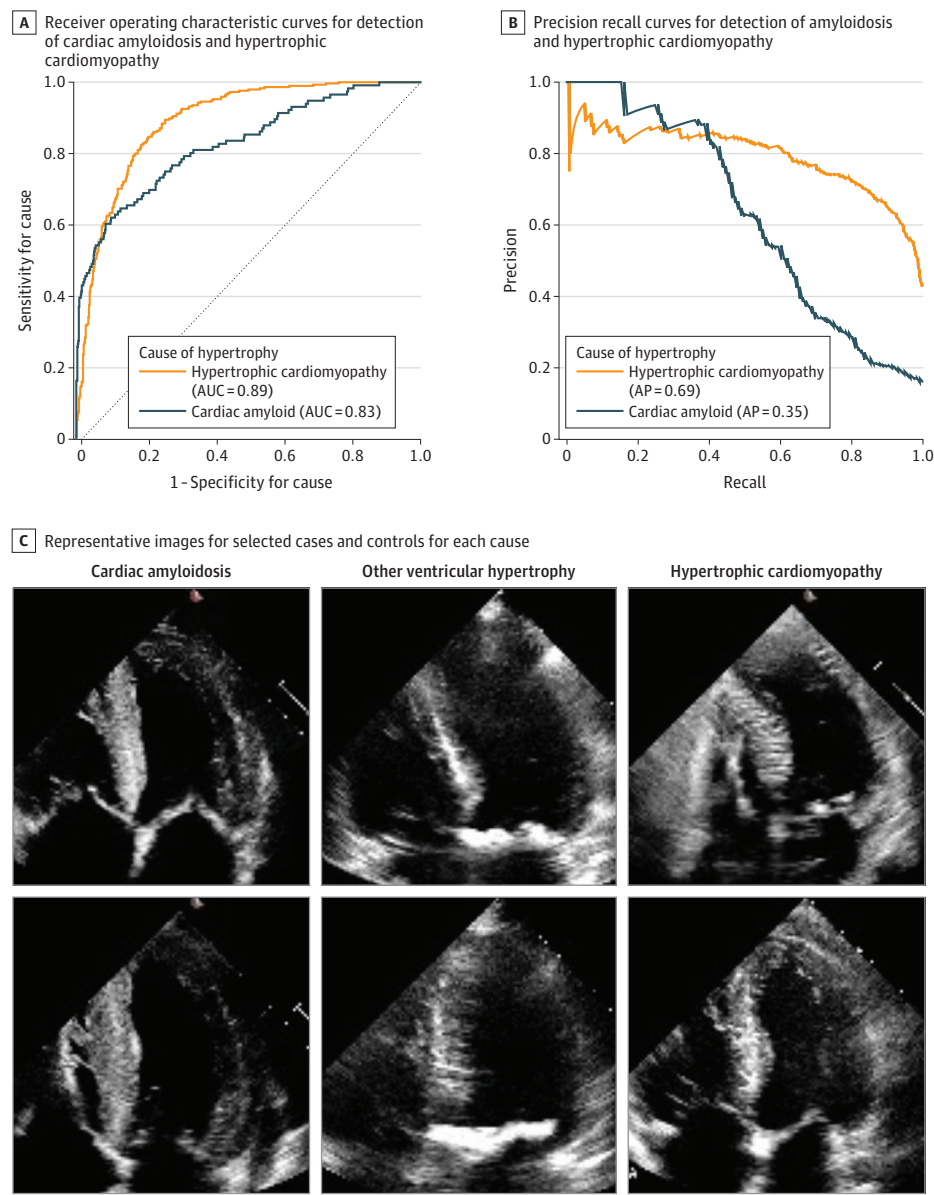 A
Receiver operating characteristic curves for detection
of cardiac amyloidosis and hypertrophic
cardiomyopathy
1.0
0.8
0.6
0.4
0.2
0
Sensitivity for cause
Cause of hypertrophy
Hypertrophic cardiomyopathy
(AUC = 0.89)
Cardiac amyloid (AUC = 0.83)
0 0.2 0.4 0.6 0.8 1.0
1 – Specificity for cause
B
Precision recall curves for detection of amyloidosis
and hypertrophic cardiomyopathy
1.0
0.8
0.6
0.4
0.2
0
Precision
Cause of hypertrophy
Hypertrophic cardiomyopathy
(AP = 0.69)
Cardiac amyloid (AP = 0.35)
0 0.2 0.4 0.6 0.8 1.0
Recall
C
Representative images for selected cases and controls for each cause
Cardiac amyloidosis
Other ventricular hypertrophy
Hypertrophic cardiomyopathy